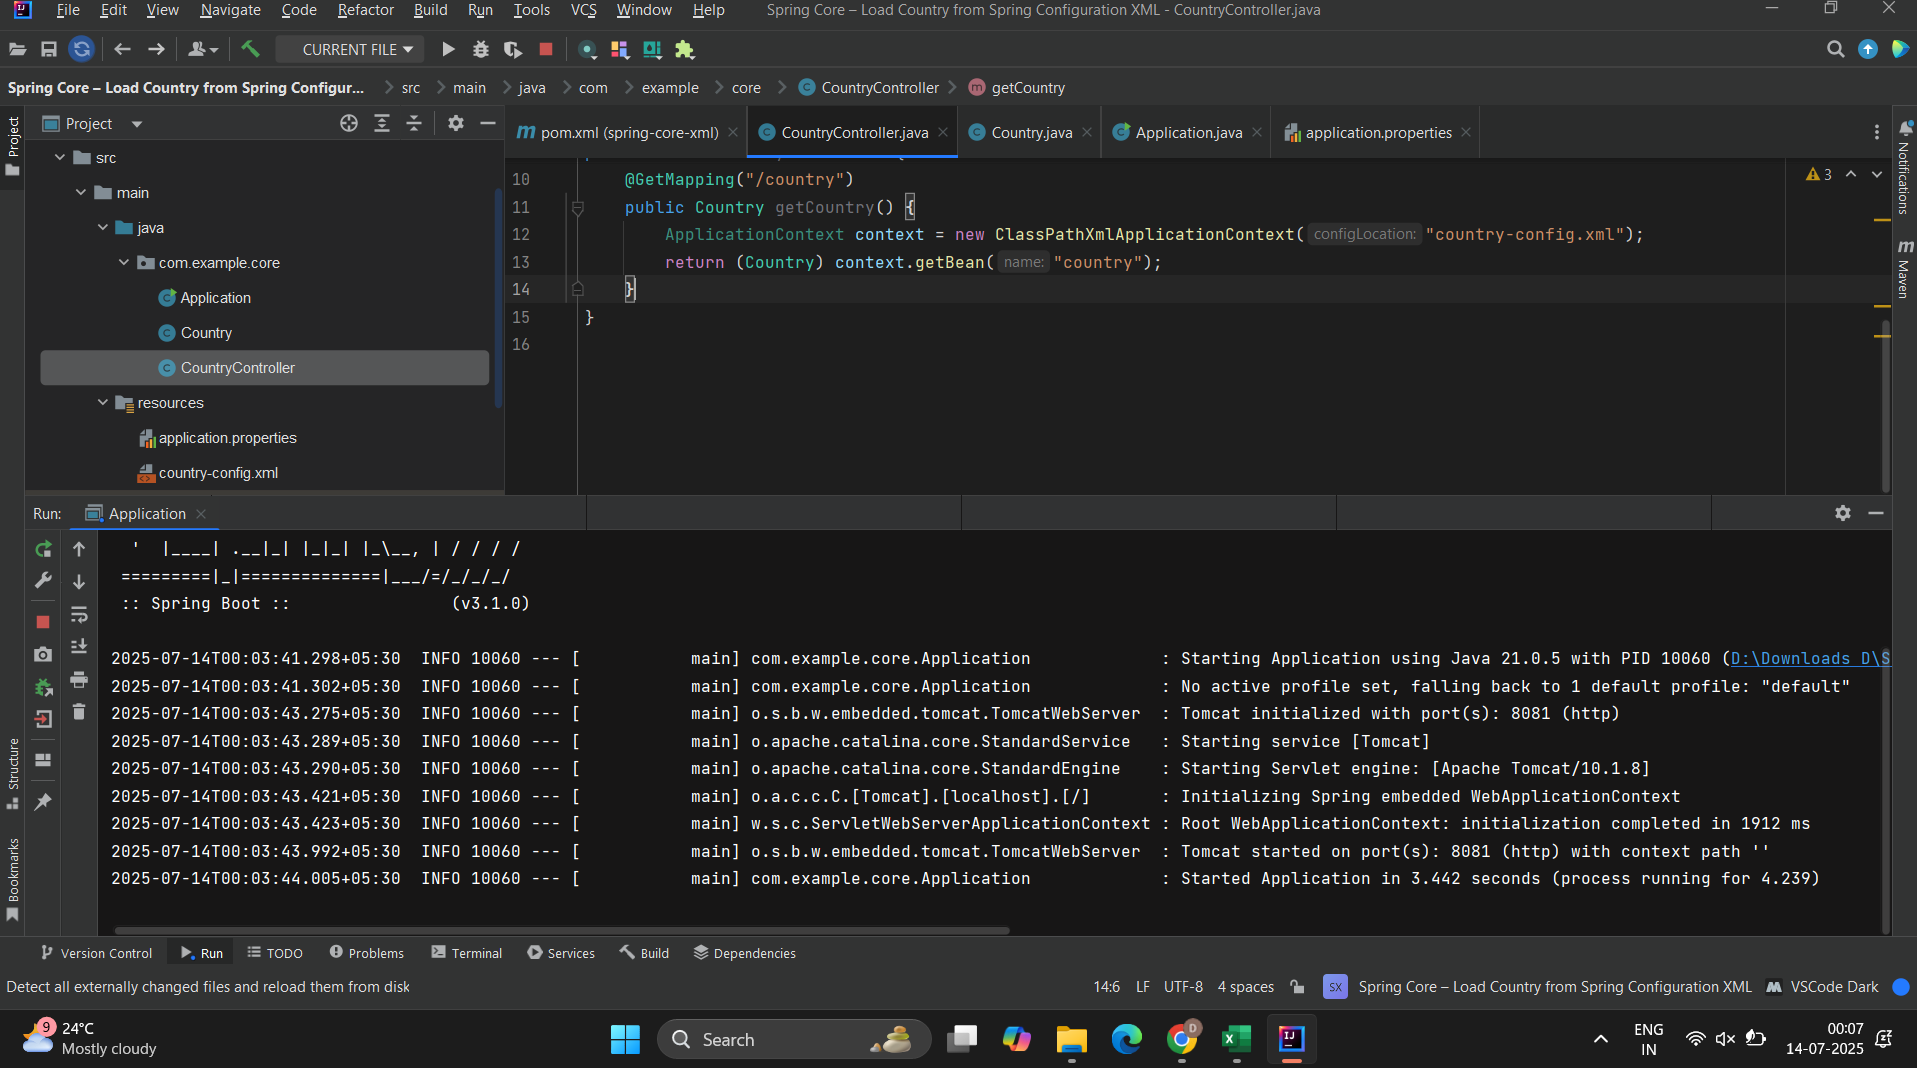 File Edit View Navigate Code Refactor Build Run Tools VCS Window Help Spring Core – Load Country from Spring Configuration XML - CountryController.java
CURRENT FILE
Spring Core – Load Country from Spring Configur... src main java com example core CountryController getCountry
Project
Project
pom.xml (spring-core-xml) CountryController.java Country.java Application.java application.properties
src
main
java
com.example.core
Application
Country
CountryController
resources
application.properties
country-config.xml
10 @GetMapping("/country")
11 public Country getCountry() {
12 ApplicationContext context = new ClassPathXmlApplicationContext( configLocation: "country-config.xml");
13 return (Country) context.getBean( name: "country");
14 }
15 }
16
3
Notifications
Maven
Run: Application
'  |____| .__|_| |_|_| |_\__, | / / / /
=========|_|==============|___/=/_/_/_/
:: Spring Boot :: (v3.1.0)
2025-07-14T00:03:41.298+05:30 INFO 10060 --- [ main] com.example.core.Application : Starting Application using Java 21.0.5 with PID 10060 (D:\Downloads D\S
2025-07-14T00:03:41.302+05:30 INFO 10060 --- [ main] com.example.core.Application : No active profile set, falling back to 1 default profile: "default"
2025-07-14T00:03:43.275+05:30 INFO 10060 --- [ main] o.s.b.w.embedded.tomcat.TomcatWebServer : Tomcat initialized with port(s): 8081 (http)
2025-07-14T00:03:43.289+05:30 INFO 10060 --- [ main] o.apache.catalina.core.StandardService : Starting service [Tomcat]
2025-07-14T00:03:43.290+05:30 INFO 10060 --- [ main] o.apache.catalina.core.StandardEngine : Starting Servlet engine: [Apache Tomcat/10.1.8]
2025-07-14T00:03:43.421+05:30 INFO 10060 --- [ main] o.a.c.c.C.[Tomcat].[localhost].[/] : Initializing Spring embedded WebApplicationContext
2025-07-14T00:03:43.423+05:30 INFO 10060 --- [ main] w.s.c.ServletWebServerApplicationContext : Root WebApplicationContext: initialization completed in 1912 ms
2025-07-14T00:03:43.992+05:30 INFO 10060 --- [ main] o.s.b.w.embedded.tomcat.TomcatWebServer : Tomcat started on port(s): 8081 (http) with context path ''
2025-07-14T00:03:44.005+05:30 INFO 10060 --- [ main] com.example.core.Application : Started Application in 3.442 seconds (process running for 4.239)
Structure
Bookmarks
Version Control Run TODO Problems Terminal Services Build Dependencies
Detect all externally changed files and reload them from disk 14:6 LF UTF-8 4 spaces SX Spring Core – Load Country from Spring Configuration XML VSCode Dark
9 24°C
Mostly cloudy
Search
D
IJ
ENG
IN
00:07
14-07-2025